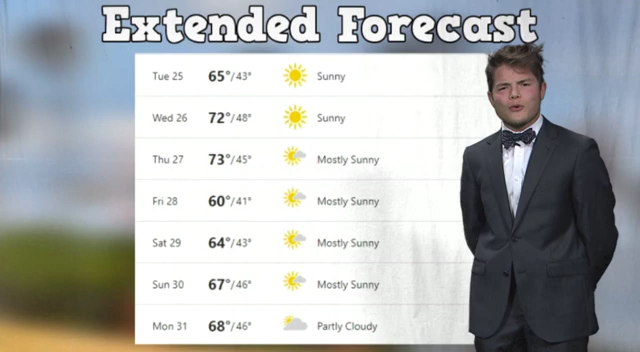 Extended Forecast
Tue 25 65°/43° Sunny
Wed 26 72°/48° Sunny
Thu 27 73°/45° Mostly Sunny
Fri 28 60°/41° Mostly Sunny
Sat 29 64°/43° Mostly Sunny
Sun 30 67°/46° Mostly Sunny
Mon 31 68°/46° Partly Cloudy